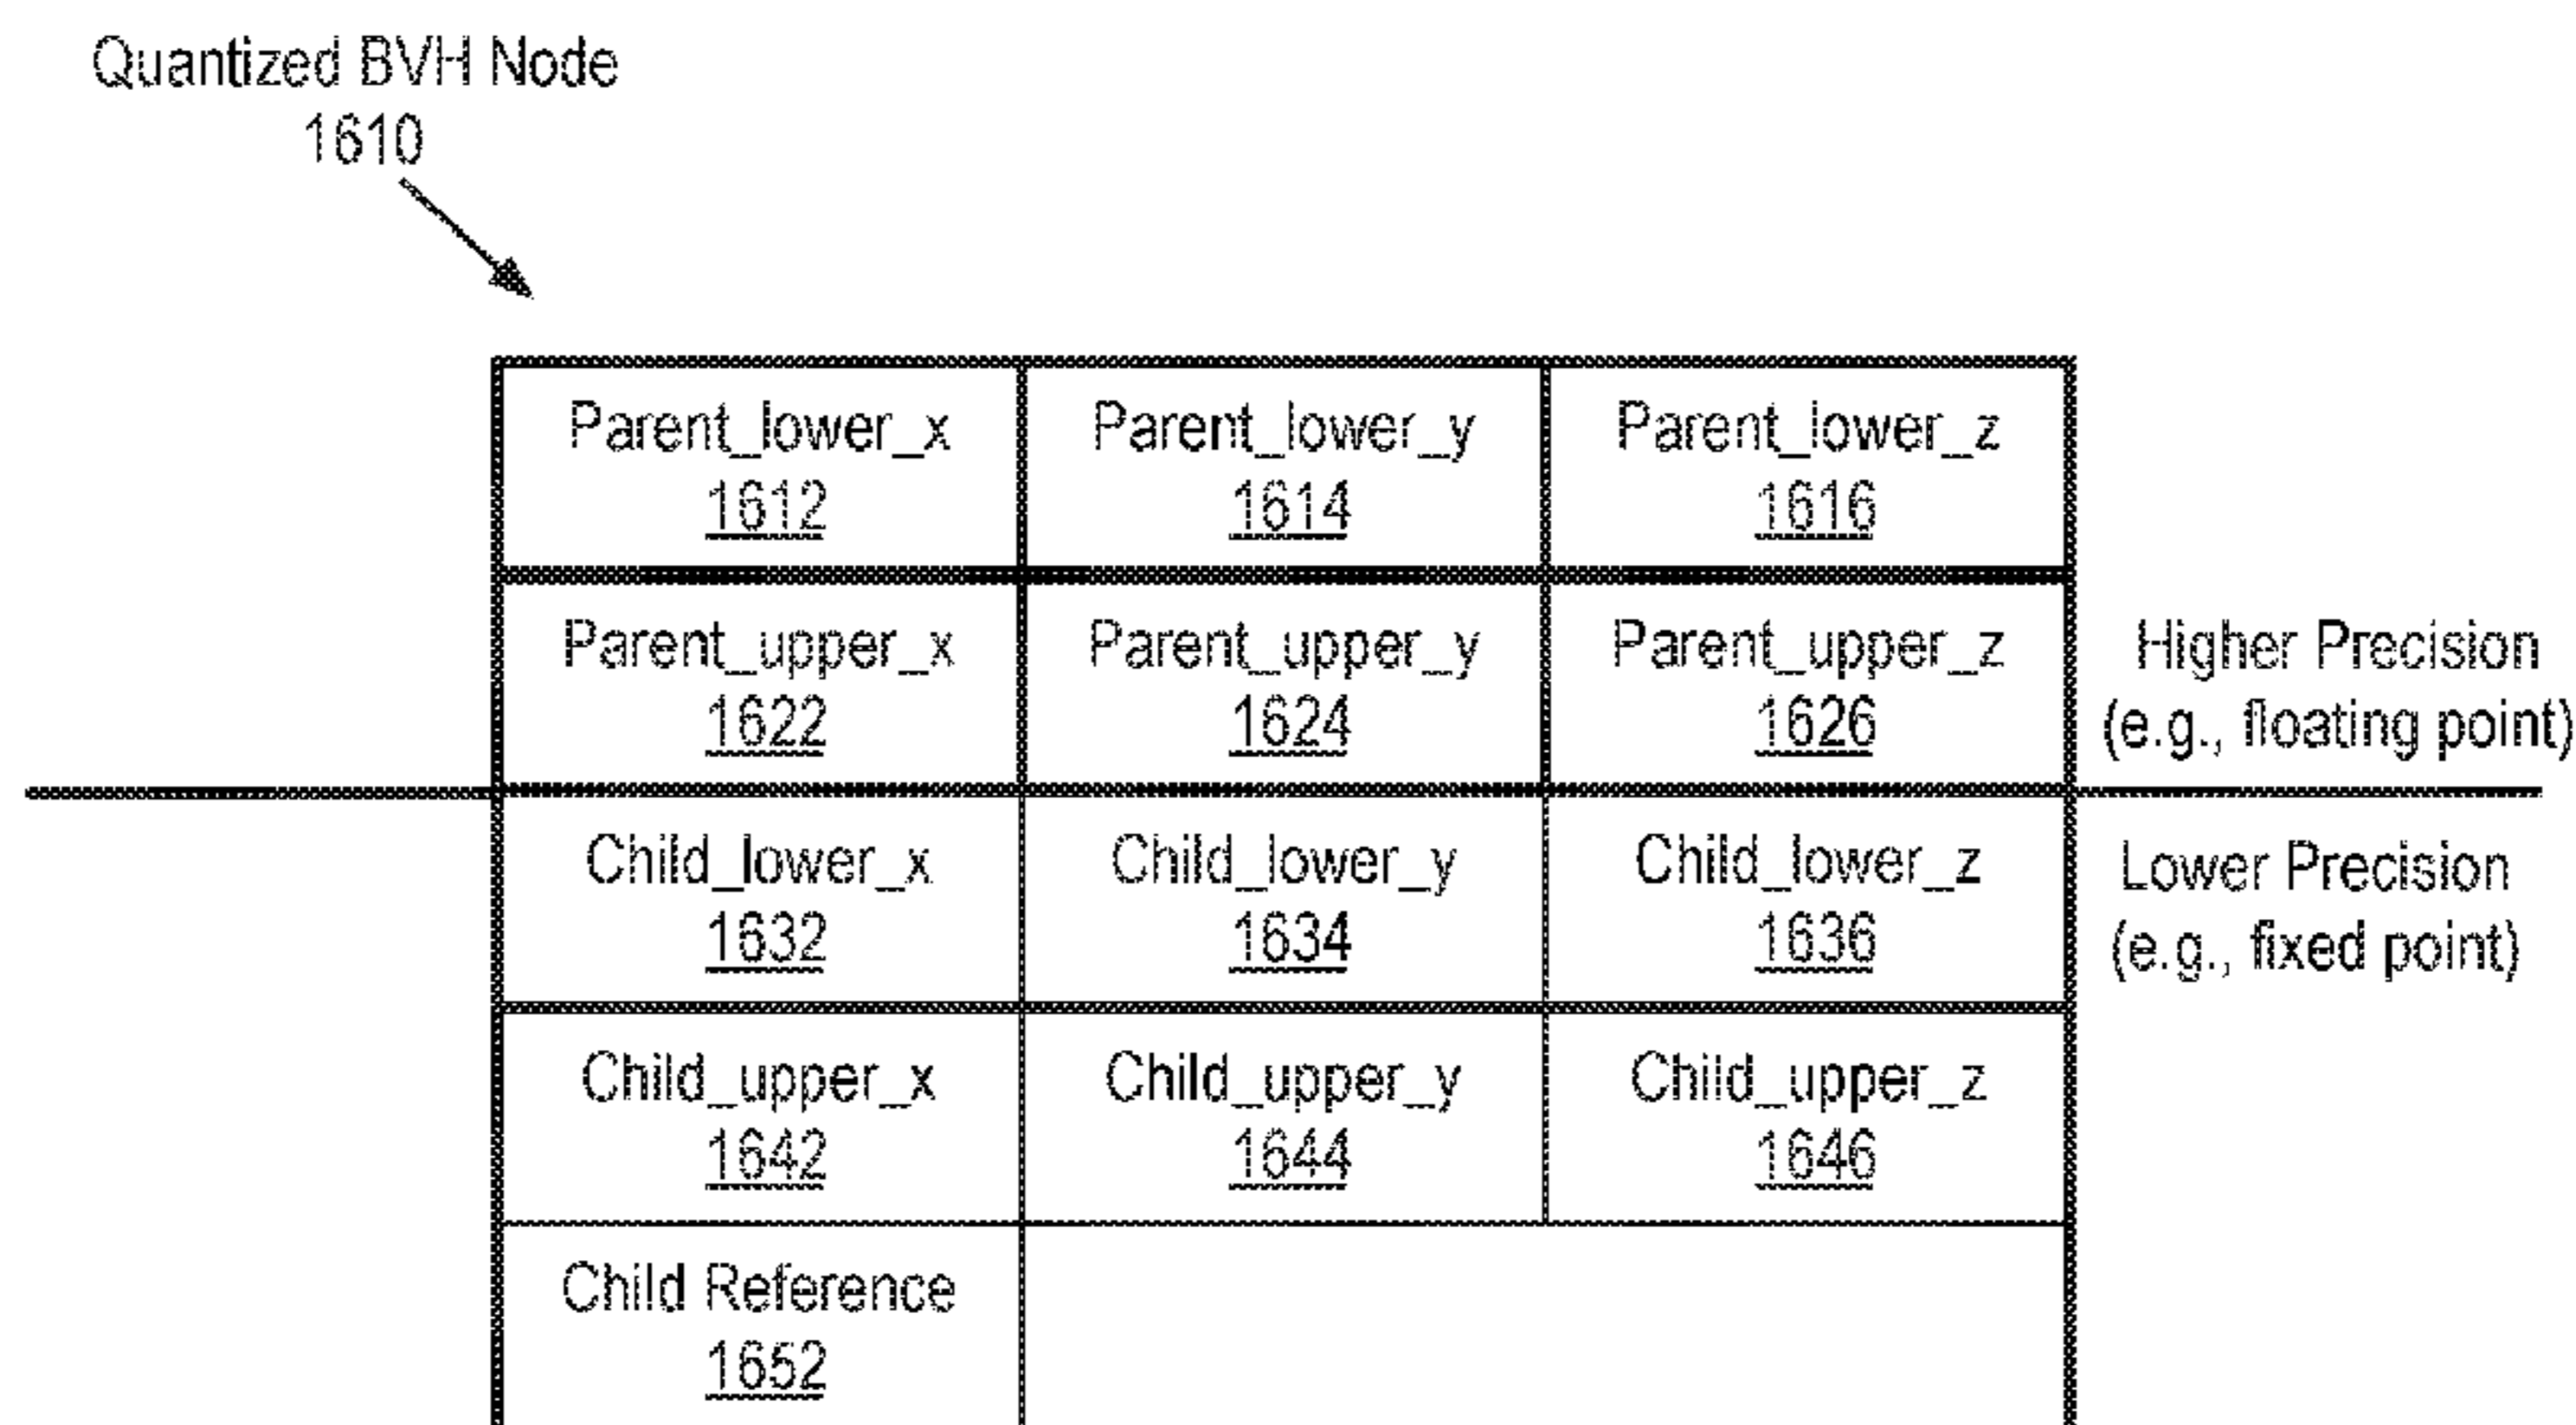 Quantized BVH Node
1610
Parent_lower_x
1612
Parent_lower_y
1614
Parent_lower_z
1616
Parent_upper_x
1622
Parent_upper_y
1624
Parent_upper_z
1626
Higher Precision
(e.g., floating point)
Child_lower_x
1632
Child_lower_y
1634
Child_lower_z
1636
Lower Precision
(e.g., fixed point)
Child_upper_x
1642
Child_upper_y
1644
Child_upper_z
1646
Child Reference
1652